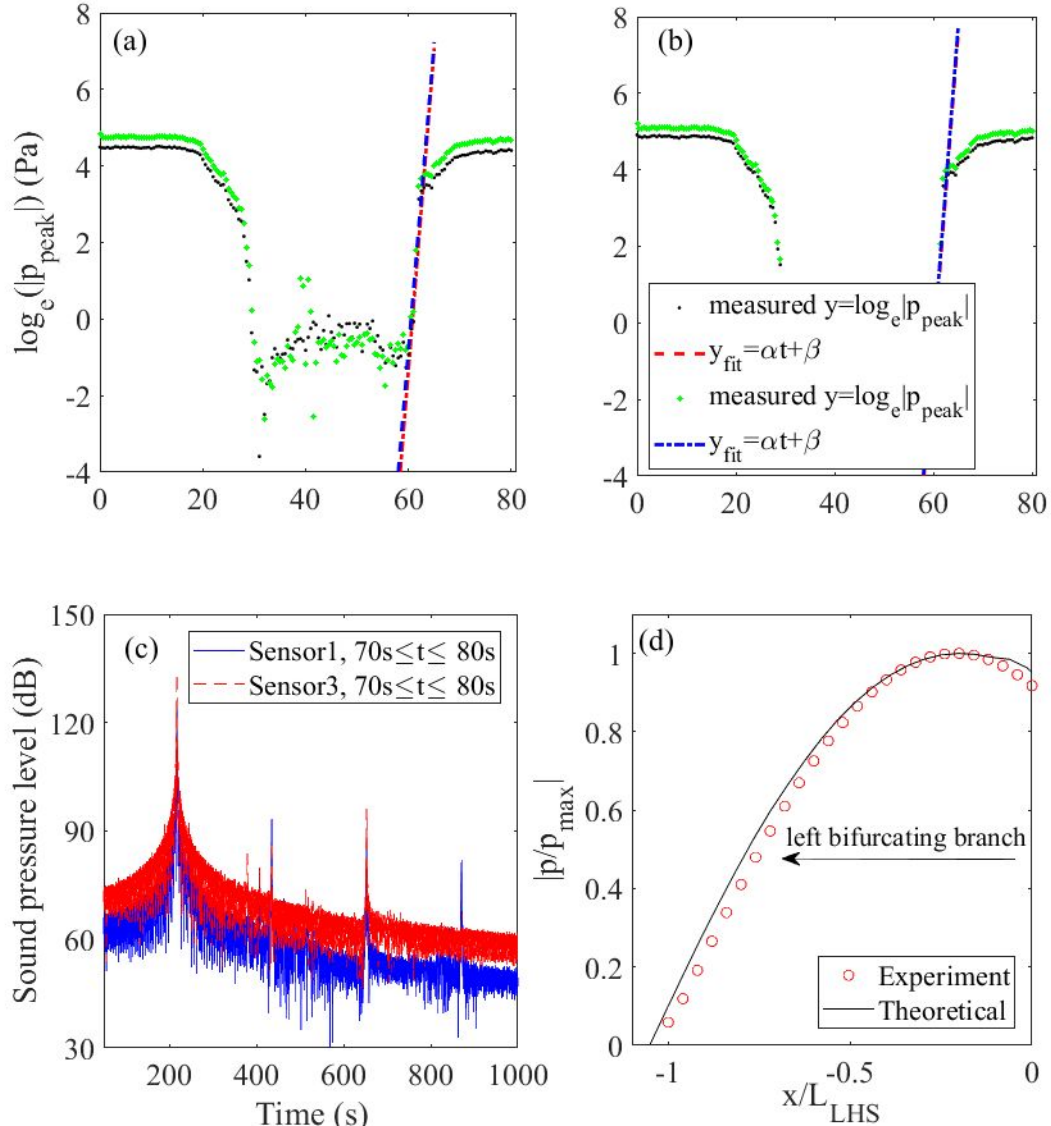 (a)
8
6
4
2
0
-2
-4
0 20 40 60 80
log_e(|p_peak|) (Pa)
(b)
8
6
4
2
0
-2
-4
0 20 40 60 80
measured y=log_e|p_peak|
y_fit=αt+β
measured y=log_e|p_peak|
y_fit=αt+β
(c)
150
120
90
60
30
200 400 600 800 1000
Sound pressure level (dB)
Time (s)
Sensor1, 70s≤t≤ 80s
Sensor3, 70s≤t≤ 80s
(d)
1
0.8
0.6
0.4
0.2
0
-1 -0.5 0
|p/p_max|
x/L_LHS
left bifurcating branch
Experiment
Theoretical